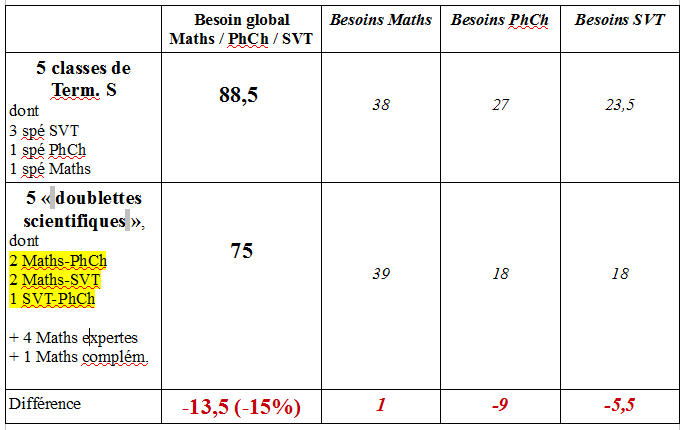 Besoin global
Maths / PhCh / SVT
Besoins Maths
Besoins PhCh
Besoins SVT
5 classes de
Term. S
dont
3 spé SVT
1 spé PhCh
1 spé Maths
88,5
38
27
23,5
5 « doublettes
scientifiques »,
dont
2 Maths-PhCh
2 Maths-SVT
1 SVT-PhCh
+ 4 Maths expertes
+ 1 Maths complém.
75
39
18
18
Différence
-13,5 (-15%)
1
-9
-5,5